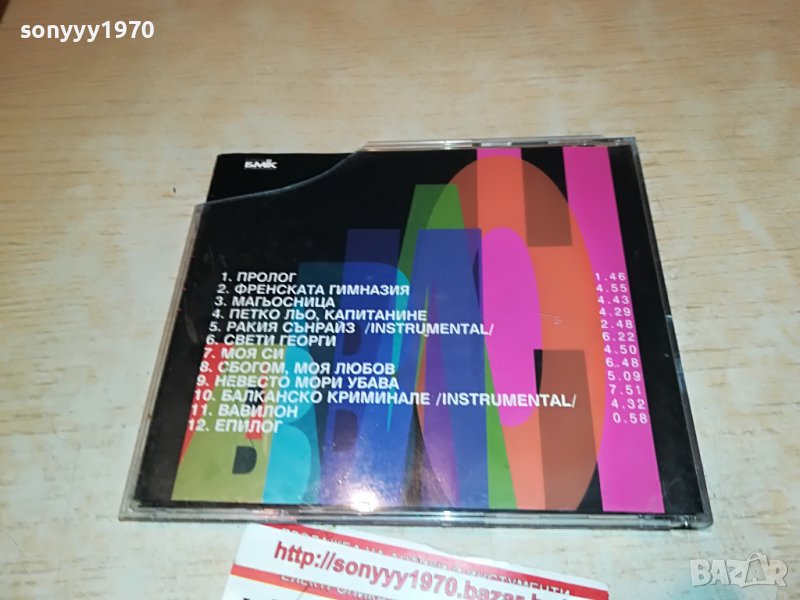 sonyyy1970
БМК
1. ПРОЛОГ 1.46
2. ФРЕНСКАТА ГИМНАЗИЯ 4.55
3. МАГЬОСНИЦА 4.43
4. ПЕТКО ЛЬО, КАПИТАНИНЕ 4.29
5. РАКИЯ СЪНРАЙЗ /INSTRUMENTAL/ 2.48
6. СВЕТИ ГЕОРГИ 6.22
7. МОЯ СИ 4.50
8. СБОГОМ, МОЯ ЛЮБОВ 6.48
9. НЕВЕСТО МОРИ УБАВА 5.09
10. БАЛКАНСКО КРИМИНАЛЕ /INSTRUMENTAL/ 7.51
11. ВАВИЛОН 4.32
12. ЕПИЛОГ 0.58
http://sonyyy1970.bazar.b
sonyyy1970
BAZAR